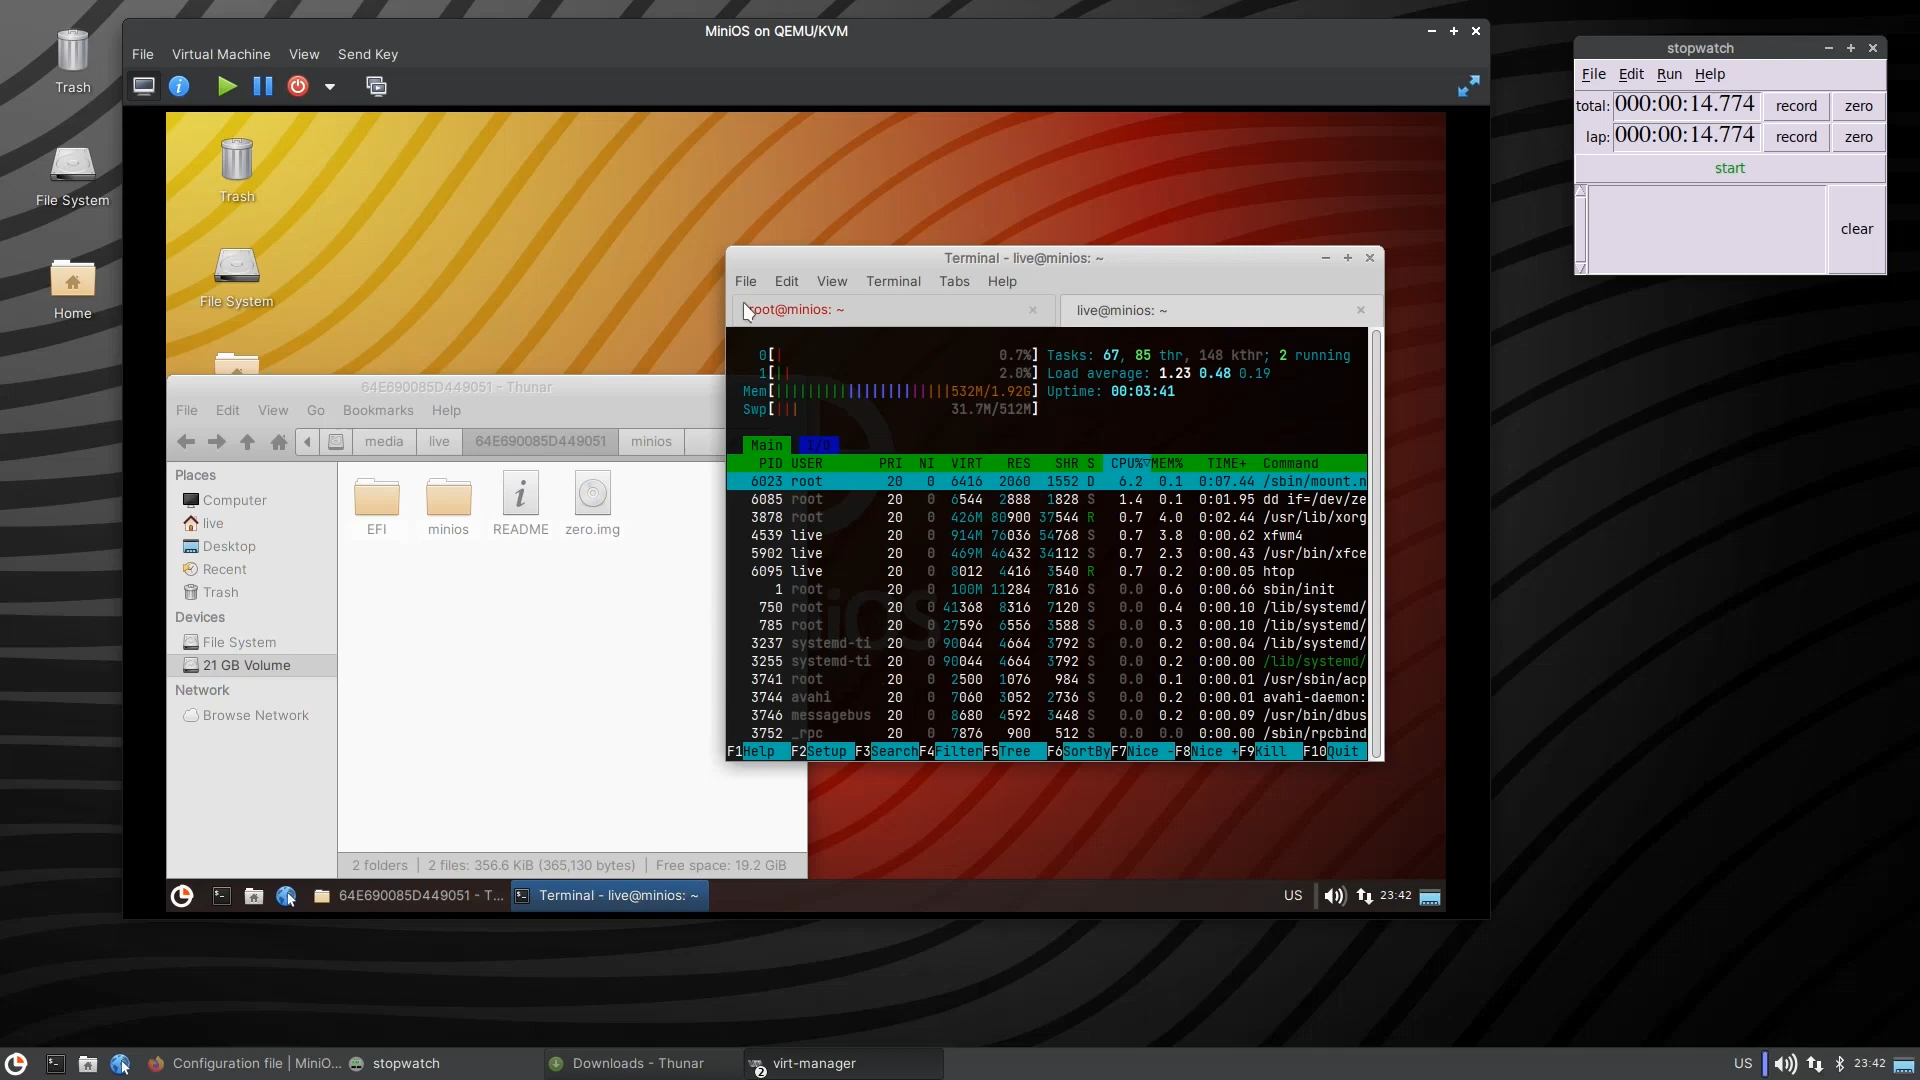 Trash
File System
Home
MiniOS on QEMU/KVM
File Virtual Machine View Send Key
Trash
File System
64E690085D449051 - Thunar
File Edit View Go Bookmarks Help
media live 64E690085D449051 minios
Places
Computer
live
Desktop
Recent
Trash
Devices
File System
21 GB Volume
Network
Browse Network
EFI minios README zero.img
2 folders | 2 files: 356.6 KiB (365,130 bytes) | Free space: 19.2 GiB
Terminal - live@minios: ~
File Edit View Terminal Tabs Help
root@minios: ~ live@minios: ~
0[| 0.7%] Tasks: 67, 85 thr, 148 kthr; 2 running
1[|| 2.0%] Load average: 1.23 0.48 0.19
Mem[||||||||||||||||||||||532M/1.92G] Uptime: 00:03:41
Swp[||| 31.7M/512M]
Main I/O
PID USER PRI NI VIRT RES SHR S CPU%▽MEM% TIME+ Command
6023 root 20 0 6416 2060 1552 D 6.2 0.1 0:07.44 /sbin/mount.n
6085 root 20 0 6544 2888 1828 S 1.4 0.1 0:01.95 dd if=/dev/ze
3878 root 20 0 426M 80900 37544 R 0.7 4.0 0:02.44 /usr/lib/xorg
4539 live 20 0 914M 76036 54768 S 0.7 3.8 0:00.62 xfwm4
5902 live 20 0 469M 46432 34112 S 0.7 2.3 0:00.43 /usr/bin/xfce
6095 live 20 0 8012 4416 3540 R 0.7 0.2 0:00.05 htop
1 root 20 0 100M 11284 7816 S 0.0 0.6 0:00.66 sbin/init
750 root 20 0 41368 8316 7120 S 0.0 0.4 0:00.10 /lib/systemd/
785 root 20 0 27596 6556 3588 S 0.0 0.3 0:00.10 /lib/systemd/
3237 systemd-ti 20 0 90044 4664 3792 S 0.0 0.2 0:00.04 /lib/systemd/
3255 systemd-ti 20 0 90044 4664 3792 S 0.0 0.2 0:00.00 /lib/systemd/
3741 root 20 0 2500 1076 984 S 0.0 0.1 0:00.01 /usr/sbin/acp
3744 avahi 20 0 7060 3052 2736 S 0.0 0.2 0:00.01 avahi-daemon:
3746 messagebus 20 0 8680 4592 3448 S 0.0 0.2 0:00.09 /usr/bin/dbus
3752 _rpc 20 0 7876 900 512 S 0.0 0.0 0:00.00 /sbin/rpcbind
F1Help F2Setup F3SearchF4FilterF5Tree F6SortByF7Nice -F8Nice +F9Kill F10Quit
64E690085D449051 - T... Terminal - live@minios: ~ US 23:42
stopwatch
File Edit Run Help
total: 000:00:14.774 record zero
lap: 000:00:14.774 record zero
start
clear
Configuration file | MiniO... stopwatch Downloads - Thunar 2 virt-manager US 23:42